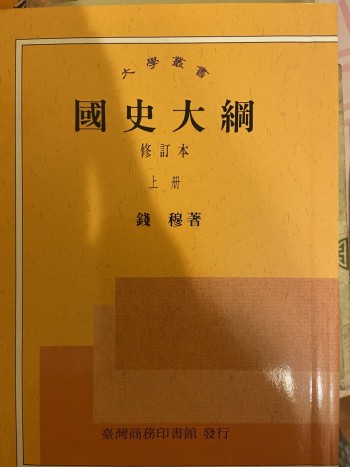 大學叢書
國史大綱
修訂本
上册
錢穆著
臺灣商務印書館 發行